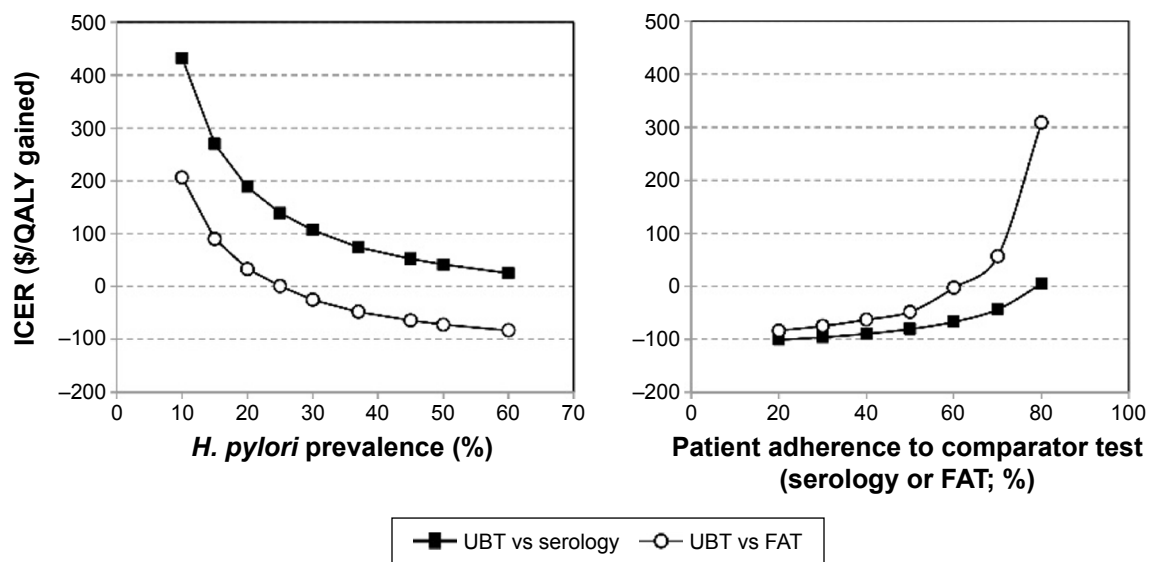 ICER ($/QALY gained)
500
400
300
200
100
0
–100
–200
0 10 20 30 40 50 60 70
H. pylori prevalence (%)
500
400
300
200
100
0
–100
–200
0 20 40 60 80 100
Patient adherence to comparator test
(serology or FAT; %)
UBT vs serology UBT vs FAT